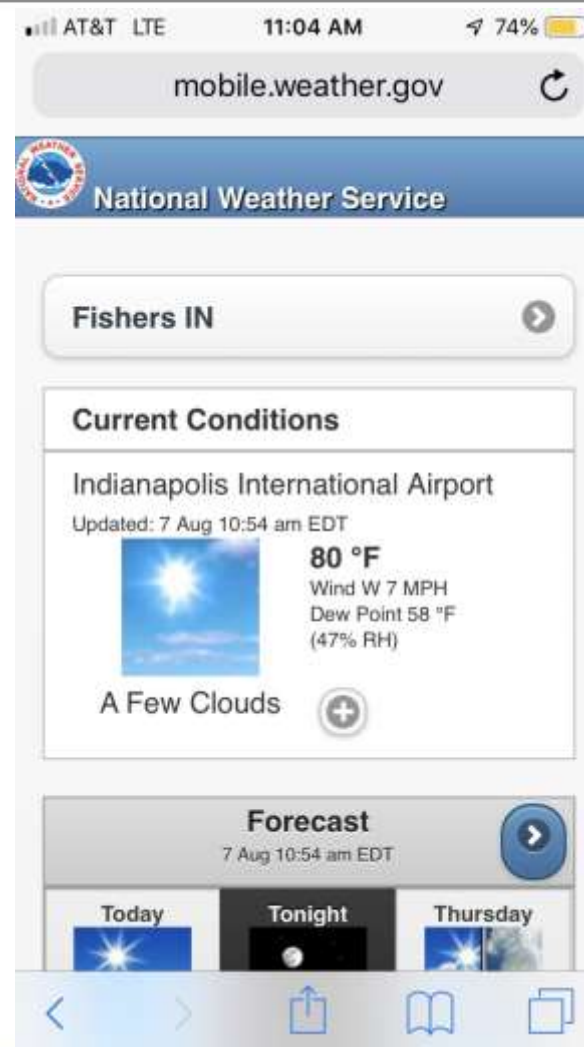 AT&T LTE 11:04 AM 74%
mobile.weather.gov
National Weather Service
Fishers IN
Current Conditions
Indianapolis International Airport
Updated: 7 Aug 10:54 am EDT
80 °F
Wind W 7 MPH
Dew Point 58 °F
(47% RH)
A Few Clouds
Forecast
7 Aug 10:54 am EDT
Today Tonight Thursday